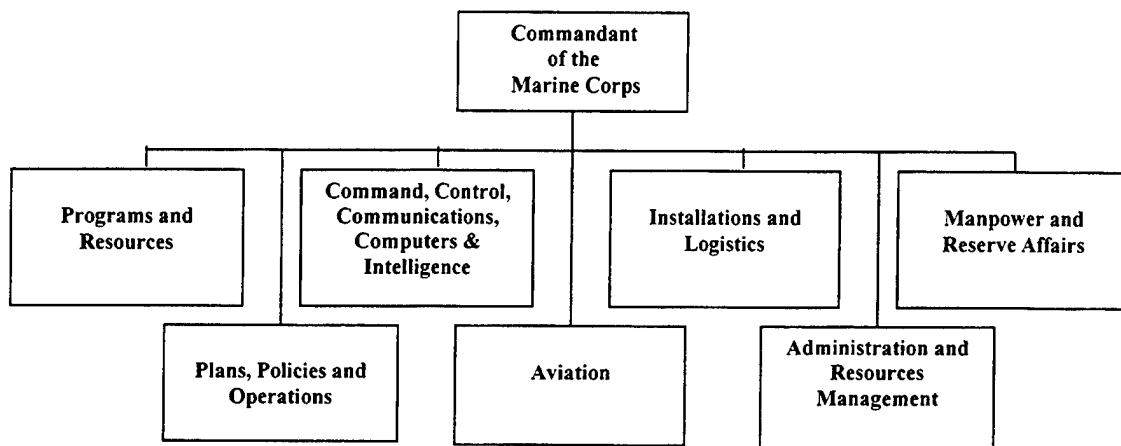 Commandant
of the
Marine Corps
Programs and
Resources
Command, Control,
Communications,
Computers &
Intelligence
Installations and
Logistics
Manpower and
Reserve Affairs
Plans, Policies and
Operations
Aviation
Administration and
Resources
Management